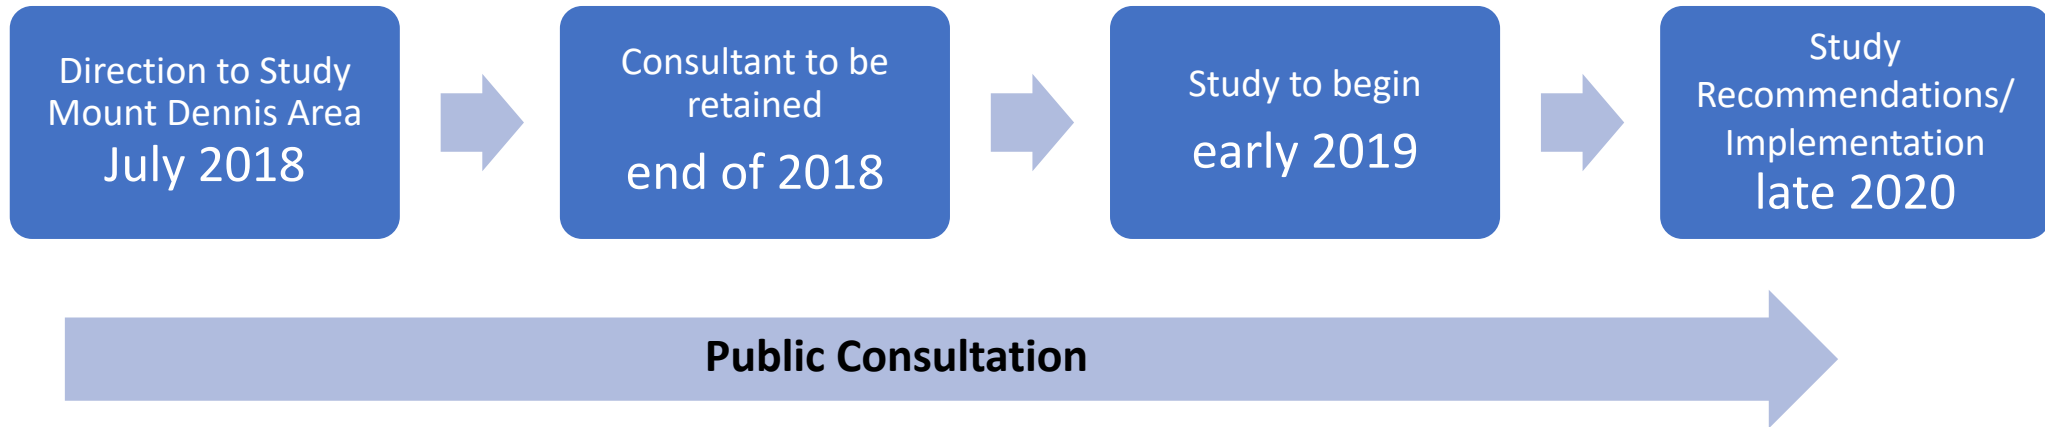 Direction to Study
Mount Dennis Area
July 2018
Consultant to be
retained
end of 2018
Study to begin
early 2019
Study
Recommendations/
Implementation
late 2020
Public Consultation